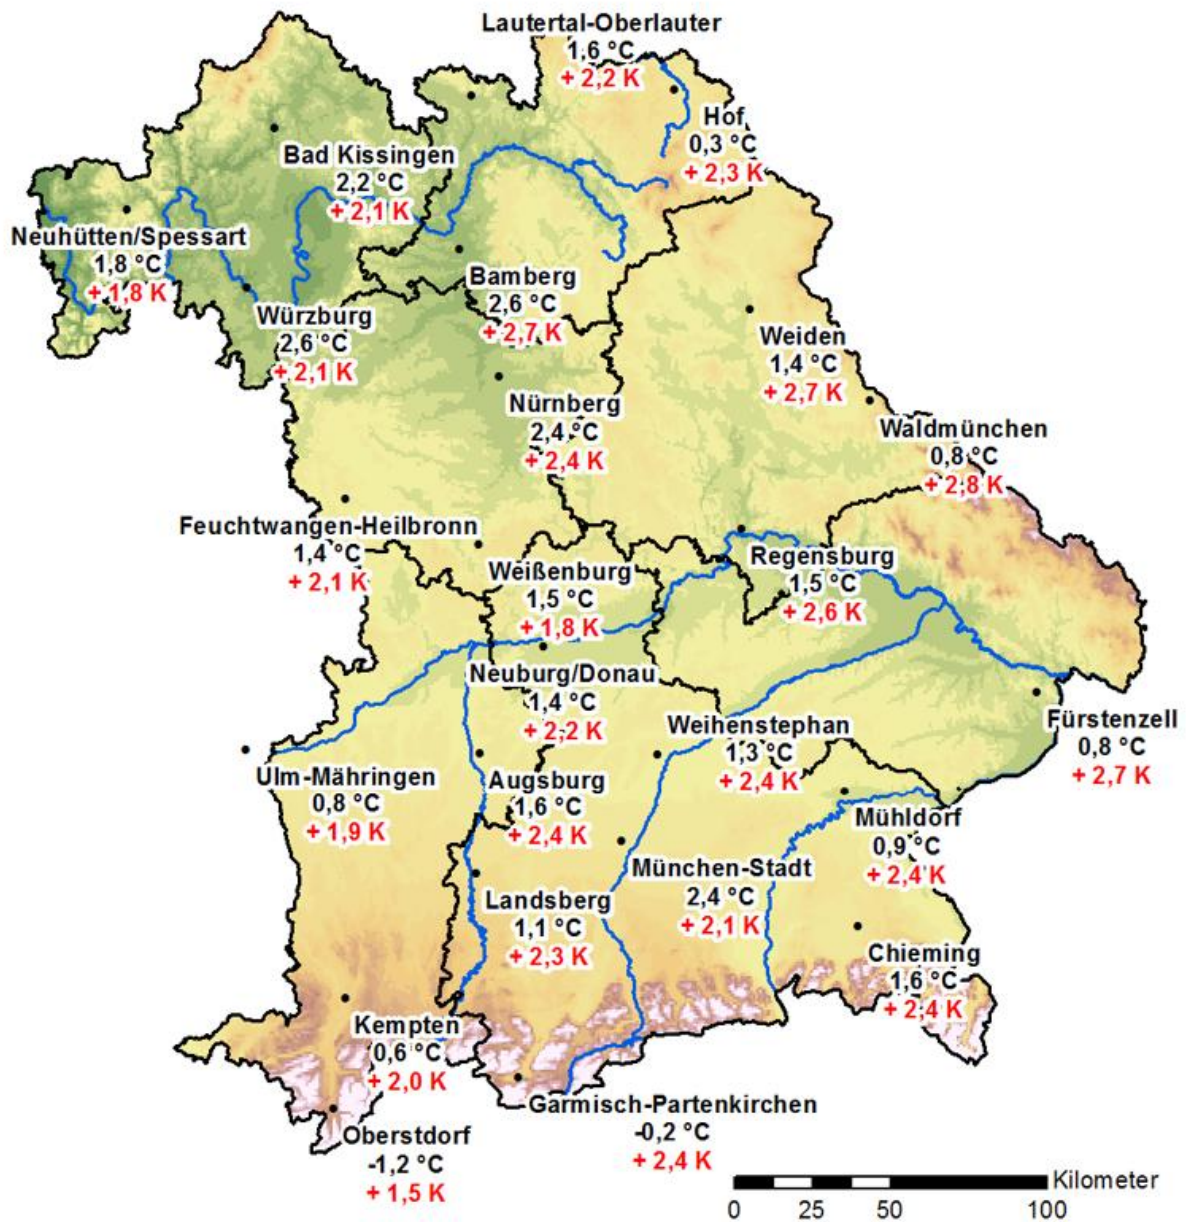 Lautertal-Oberlauter
1,6 °C
+ 2,2 K
Hof
0,3 °C
+ 2,3 K
Bad Kissingen
2,2 °C
+ 2,1 K
Neuhütten/Spessart
1,8 °C
+ 1,8 K
Bamberg
2,6 °C
+ 2,7 K
Würzburg
2,6 °C
+ 2,1 K
Weiden
1,4 °C
+ 2,7 K
Nürnberg
2,4 °C
+ 2,4 K
Waldmünchen
0,8 °C
+ 2,8 K
Feuchtwangen-Heilbronn
1,4 °C
+ 2,1 K
Weißenburg
1,5 °C
+ 1,8 K
Regensburg
1,5 °C
+ 2,6 K
Neuburg/Donau
1,4 °C
+ 2,2 K
Weihenstephan
1,3 °C
+ 2,4 K
Fürstenzell
0,8 °C
+ 2,7 K
Ulm-Mähringen
0,8 °C
+ 1,9 K
Augsburg
1,6 °C
+ 2,4 K
Mühldorf
0,9 °C
+ 2,4 K
München-Stadt
2,4 °C
+ 2,1 K
Landsberg
1,1 °C
+ 2,3 K
Chieming
1,6 °C
+ 2,4 K
Kempten
0,6 °C
+ 2,0 K
Garmisch-Partenkirchen
-0,2 °C
+ 2,4 K
Oberstdorf
-1,2 °C
+ 1,5 K
Kilometer
0 25 50 100